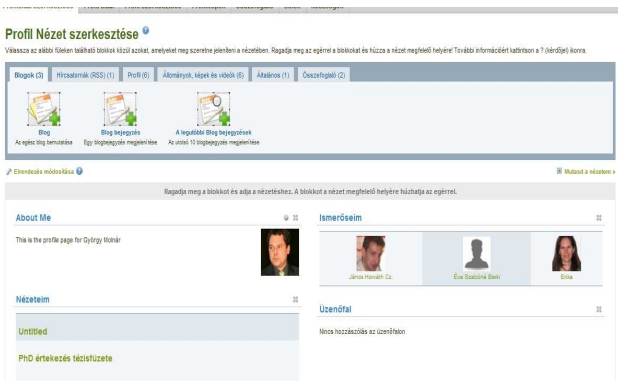 Profil Nézet szerkesztése
Válassza az alábbi füleken található blokkok közül azokat, amelyeket meg szeretne jeleníteni a nézetében. Ragadja meg az egérrel a blokkokat és húzza a nézet megfelelő helyére! További információért kattintson a ? (kérdőjel) ikonra.
Blogok (3) Hírcsatornák (RSS) (1) Profil (6) Állományok, képek és videók (6) Általános (1) Összefoglaló (2)
Blog Blog bejegyzés A legutóbbi Blog bejegyzések
Az egész blog bemutatása Egy blogbejegyzés megjelenítése Az utolsó 10 blogbejegyzés megjelenítése
Elrendezés módosítása Mutasd a nézetem »
Ragadja meg a blokkot és adja a nézetéshez. A blokkot a nézet megfelelő helyére húzhatja az egérrel.
About Me
This is the profile page for György Molnár
Ismerőseim
János Horváth Cz. Éva Szabóné Berki Erika
Nézeteim
Untitled
PhD értekezés tézisfüzete
Üzenőfal
Nincs hozzászólás az üzenőfalon